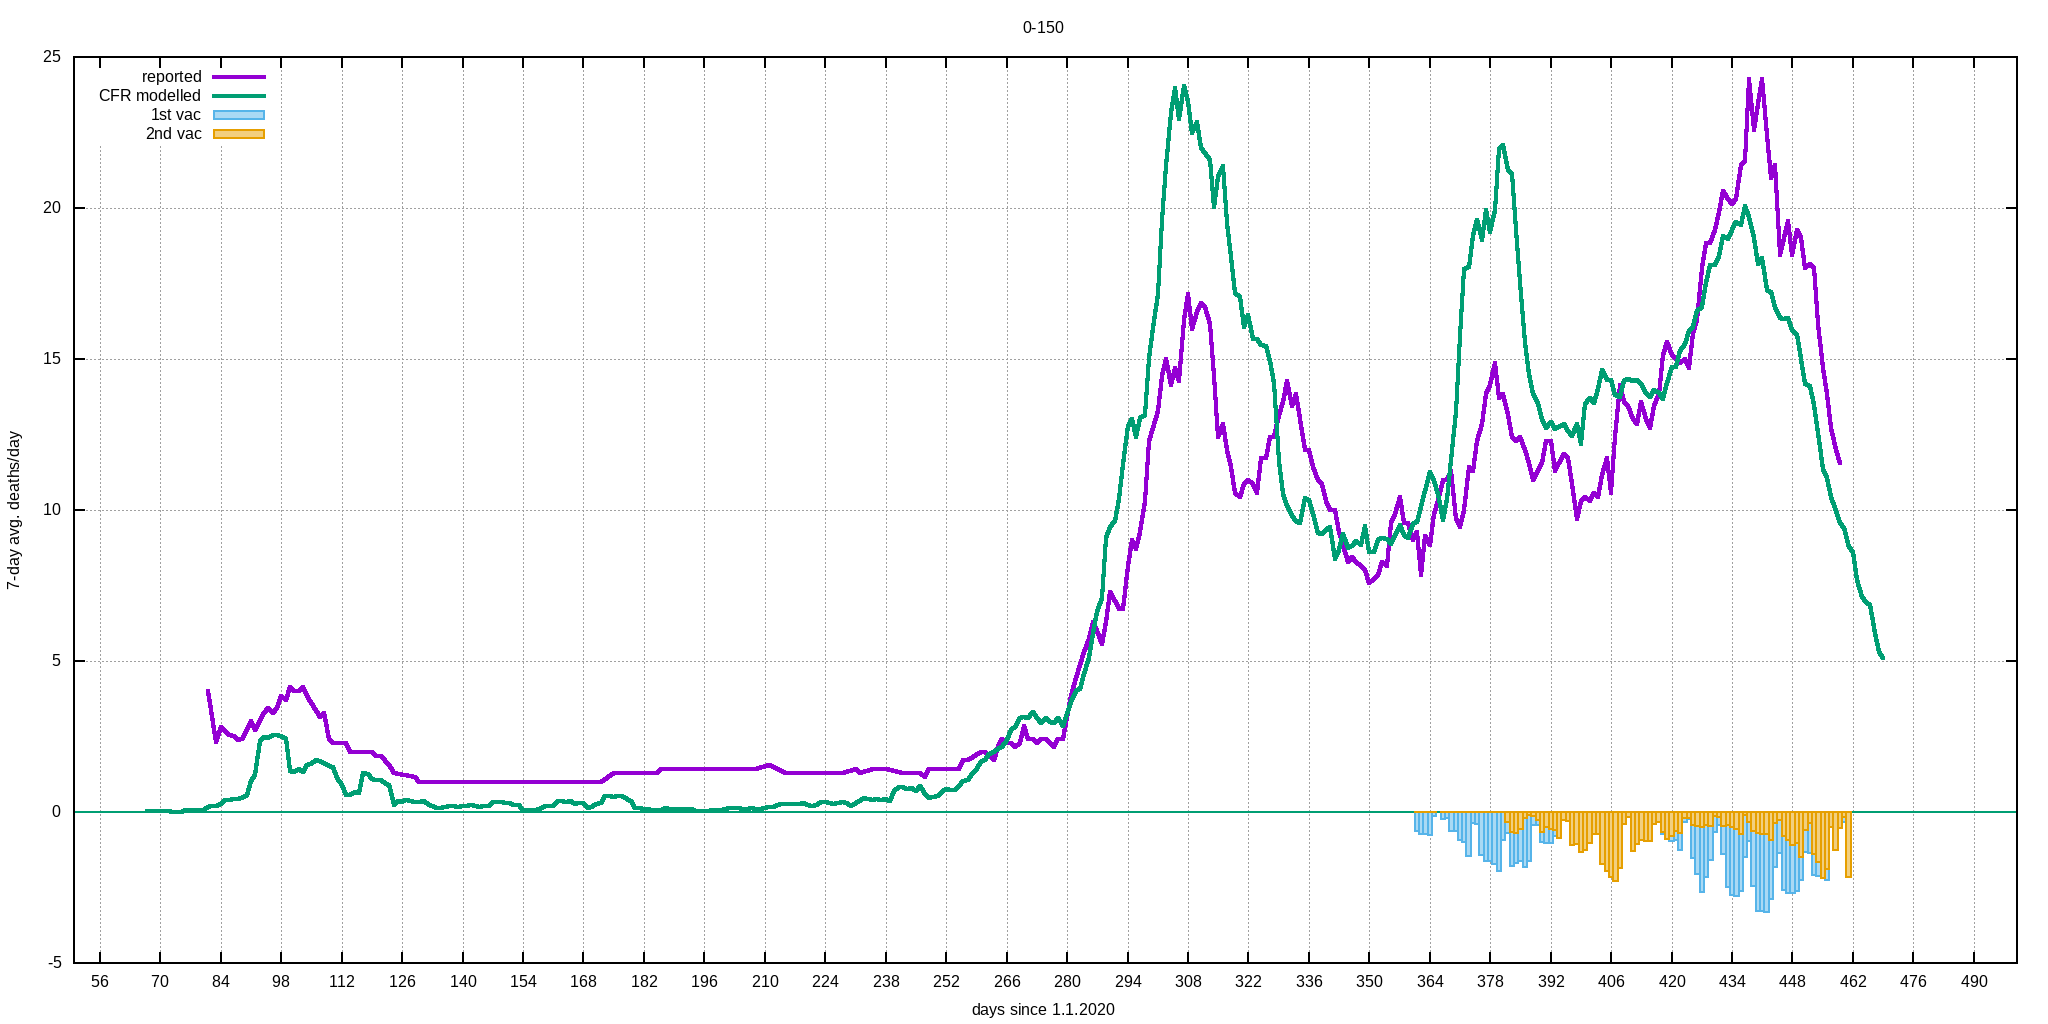 0-150
25
20
15
10
5
0
-5
7-day avg. deaths/day
reported
CFR modelled
1st vac
2nd vac
56 70 84 98 112 126 140 154 168 182 196 210 224 238 252 266 280 294 308 322 336 350 364 378 392 406 420 434 448 462 476 490
days since 1.1.2020